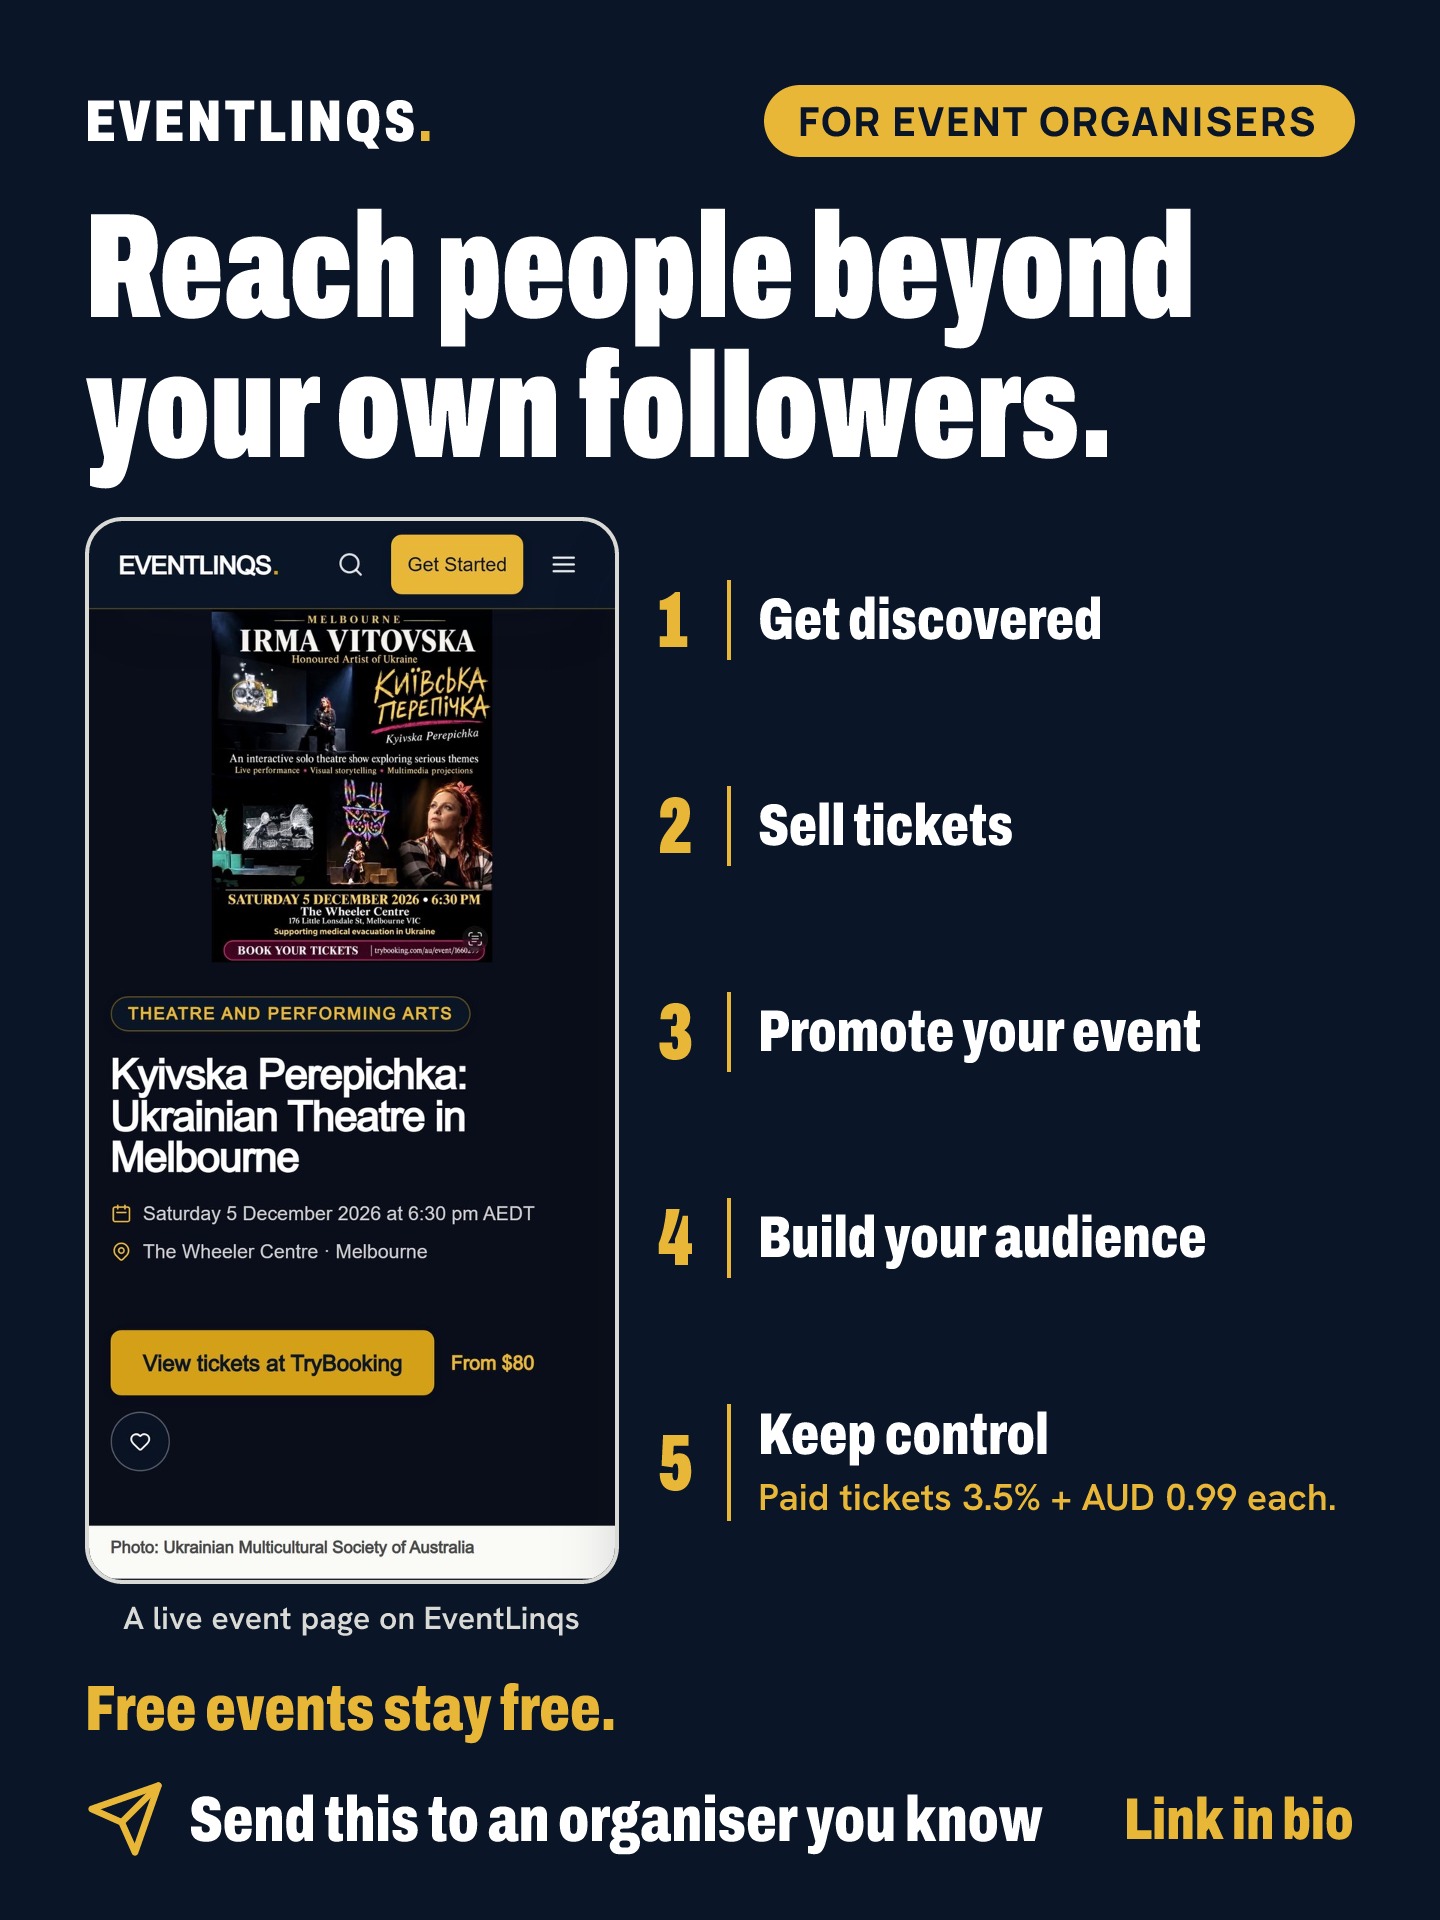 EVENTLINQS.
FOR EVENT ORGANISERS
Reach people beyond
your own followers.
EVENTLINQS.
Get Started
MELBOURNE
IRMA VITOVSKA
Honoured Artist of Ukraine
КИЇВСЬКА
ПЕРЕПІЧКА
Kyivska Perepichka
An interactive solo theatre show exploring serious themes
Live performance • Visual storytelling • Multimedia projections
SATURDAY 5 DECEMBER 2026 • 6:30 PM
The Wheeler Centre
176 Little Lonsdale St, Melbourne VIC
Supporting medical evacuation in Ukraine
BOOK YOUR TICKETS
THEATRE AND PERFORMING ARTS
Kyivska Perepichka:
Ukrainian Theatre in
Melbourne
Saturday 5 December 2026 at 6:30 pm AEDT
The Wheeler Centre · Melbourne
View tickets at TryBooking
From $80
Photo: Ukrainian Multicultural Society of Australia
A live event page on EventLinqs
1 Get discovered
2 Sell tickets
3 Promote your event
4 Build your audience
5 Keep control
Paid tickets 3.5% + AUD 0.99 each.
Free events stay free.
Send this to an organiser you know
Link in bio